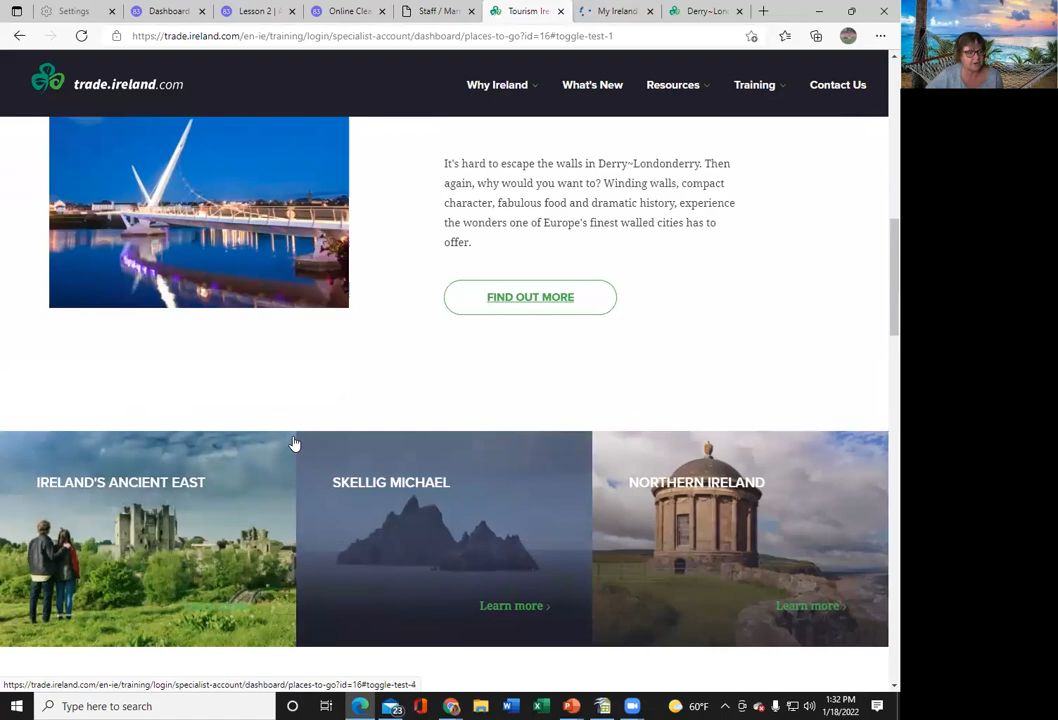 Settings
Dashboard
Lesson 2 | A
Online Clea
Staff / Mar
Tourism Ire
My Ireland
Derry~Lon
https://trade.ireland.com/en-ie/training/login/specialist-account/dashboard/places-to-go?id=16#toggle-test-1
trade.ireland.com
Why Ireland
What's New
Resources
Training
Contact Us
It's hard to escape the walls in Derry~Londonderry. Then
again, why would you want to? Winding walls, compact
character, fabulous food and dramatic history, experience
the wonders one of Europe's finest walled cities has to
offer.
FIND OUT MORE
IRELAND'S ANCIENT EAST
SKELLIG MICHAEL
NORTHERN IRELAND
Learn more ›
Learn more ›
https://trade.ireland.com/en-ie/training/login/specialist-account/dashboard/places-to-go?id=16#toggle-test-4
Type here to search
23
60°F
1:32 PM
1/18/2022